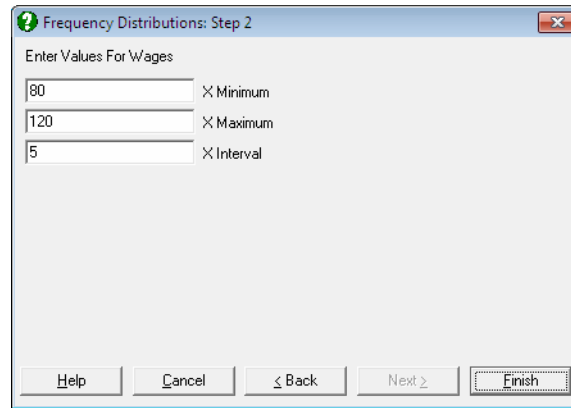 Frequency Distributions: Step 2
Enter Values For Wages
80 X Minimum
120 X Maximum
5 X Interval
Help Cancel < Back Next > Finish